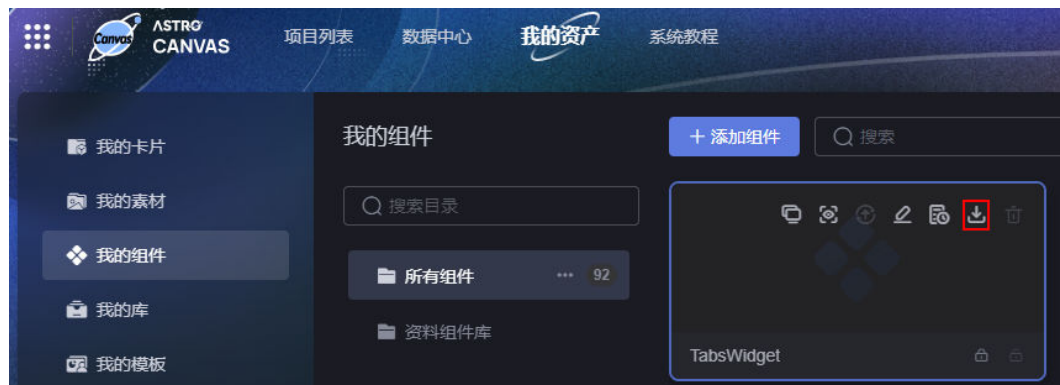 Canvas
ASTRO
CANVAS
项目列表
数据中心
我的资产
系统教程
我的卡片
我的素材
我的组件
我的库
我的模板
我的组件
搜索目录
所有组件 ... 92
资料组件库
+ 添加组件
搜索
TabsWidget